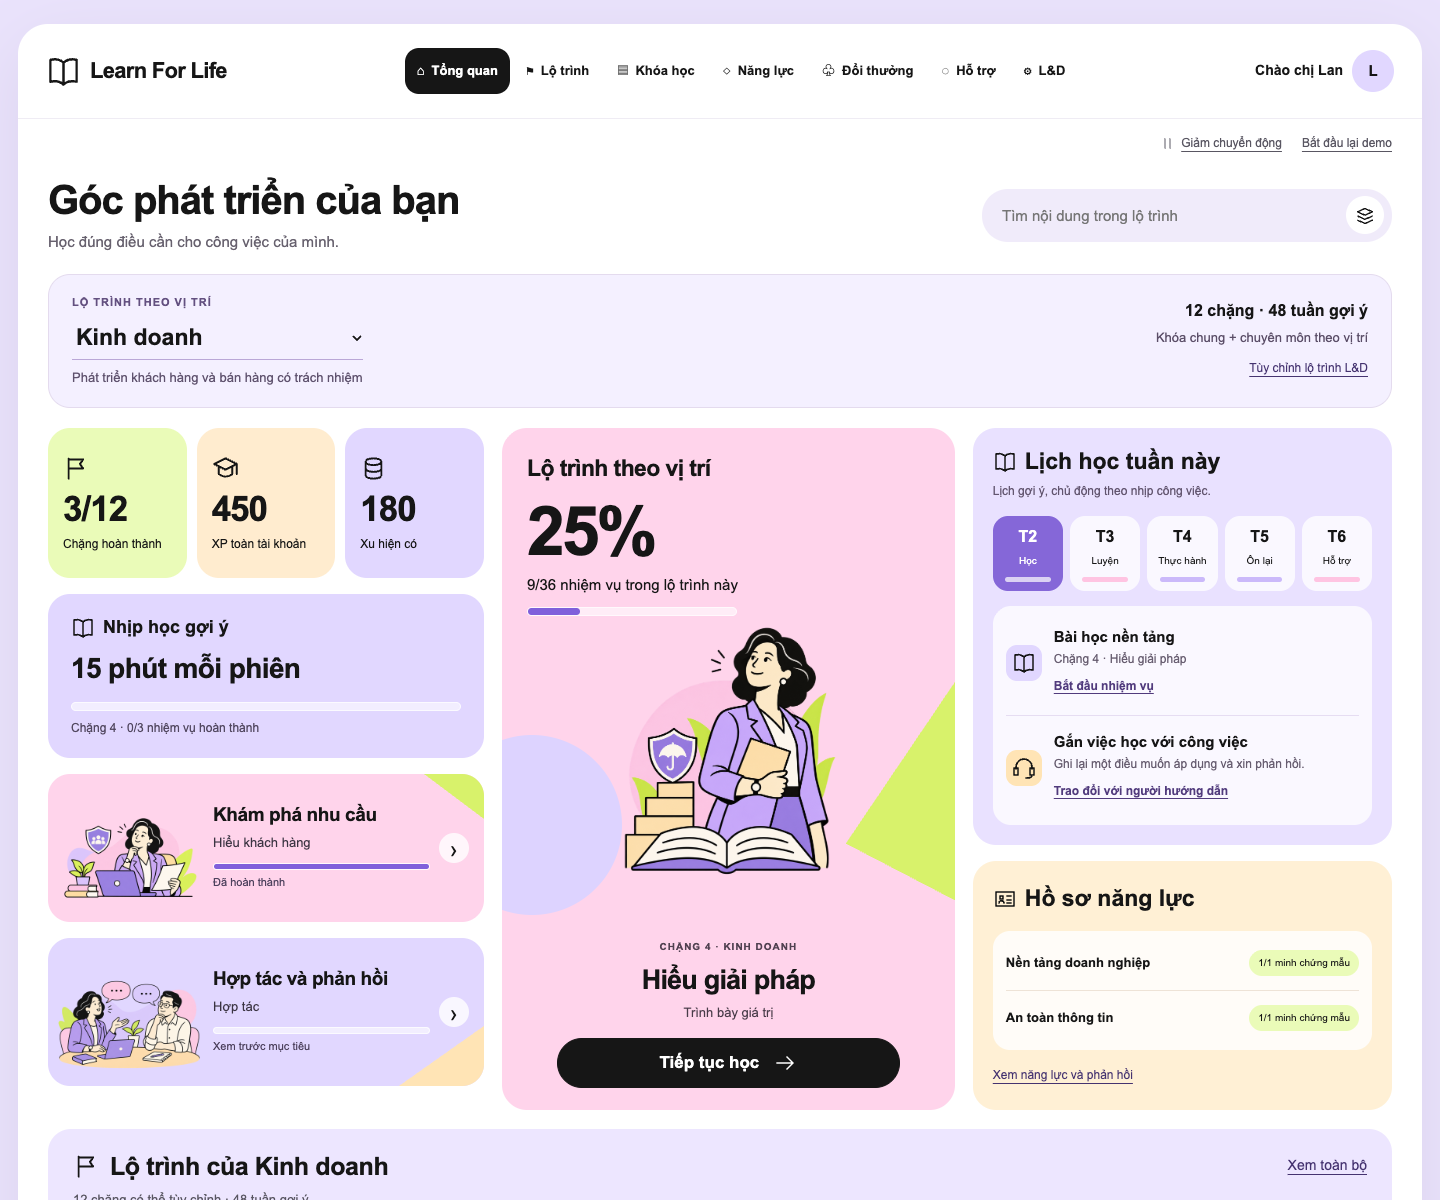 Learn For Life
Tổng quan
Lộ trình
Khóa học
Năng lực
Đổi thưởng
Hỗ trợ
L&D
Chào chị Lan
L
Giảm chuyển động
Bắt đầu lại demo
Góc phát triển của bạn
Học đúng điều cần cho công việc của mình.
Tìm nội dung trong lộ trình
LỘ TRÌNH THEO VỊ TRÍ
Kinh doanh
Phát triển khách hàng và bán hàng có trách nhiệm
12 chặng · 48 tuần gợi ý
Khóa chung + chuyên môn theo vị trí
Tùy chỉnh lộ trình L&D
3/12
Chặng hoàn thành
450
XP toàn tài khoản
180
Xu hiện có
Nhịp học gợi ý
15 phút mỗi phiên
Chặng 4 · 0/3 nhiệm vụ hoàn thành
Khám phá nhu cầu
Hiểu khách hàng
Đã hoàn thành
Hợp tác và phản hồi
Hợp tác
Xem trước mục tiêu
Lộ trình theo vị trí
25%
9/36 nhiệm vụ trong lộ trình này
CHẶNG 4 · KINH DOANH
Hiểu giải pháp
Trình bày giá trị
Tiếp tục học
Lịch học tuần này
Lịch gợi ý, chủ động theo nhịp công việc.
T2
Học
T3
Luyện
T4
Thực hành
T5
Ôn lại
T6
Hỗ trợ
Bài học nền tảng
Chặng 4 · Hiểu giải pháp
Bắt đầu nhiệm vụ
Gắn việc học với công việc
Ghi lại một điều muốn áp dụng và xin phản hồi.
Trao đổi với người hướng dẫn
Hồ sơ năng lực
Nền tảng doanh nghiệp
1/1 minh chứng mẫu
An toàn thông tin
1/1 minh chứng mẫu
Xem năng lực và phản hồi
Lộ trình của Kinh doanh
Xem toàn bộ
12 chặng có thể tùy chỉnh · 48 tuần gợi ý